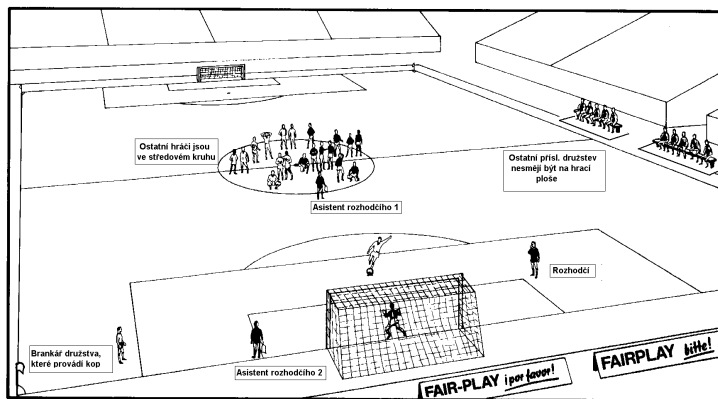 Ostatní hráči jsou
ve středovém kruhu
Ostatní přísl. družstev
nesmějí být na hrací
ploše
Asistent rozhodčího 1
Rozhodčí
Brankář družstva,
které provádí kop
Asistent rozhodčího 2
FAIR-PLAY ¡por favor!
FAIRPLAY bitte!